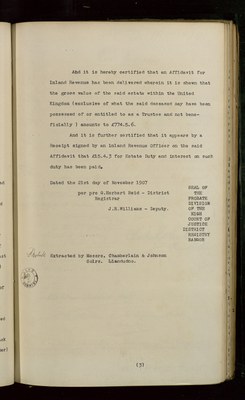 And it is hereby certified that an Affidavit for
Inland Revenue has been delivered wherein it is shewn that
the gross value of the said estate within the United
Kingdom (exclusive of what the said deceased may have been
possessed of or entitled to as a Trustee and not bene-
ficially) amounts to £774.2.6.
And it is further certified that it appears by a
Receipt signed by an Inland Revenue Officer on the said
Affidavit that for Estate Duty and interest on such
duty has been paid.
Dated the 21st day of November 1927
per pro Herbert Reid - District
Registrar
Williams - Deputy.
SEAL OF
THE
PROBATE
DIVISION
OF THE
HIGH
COURT OF
JUSTICE
DISTRICT
REGISTRY
BANGOR
Extracted by Messrs. Chamberlain & Johnson
Solrs. Llandudno.
(3)